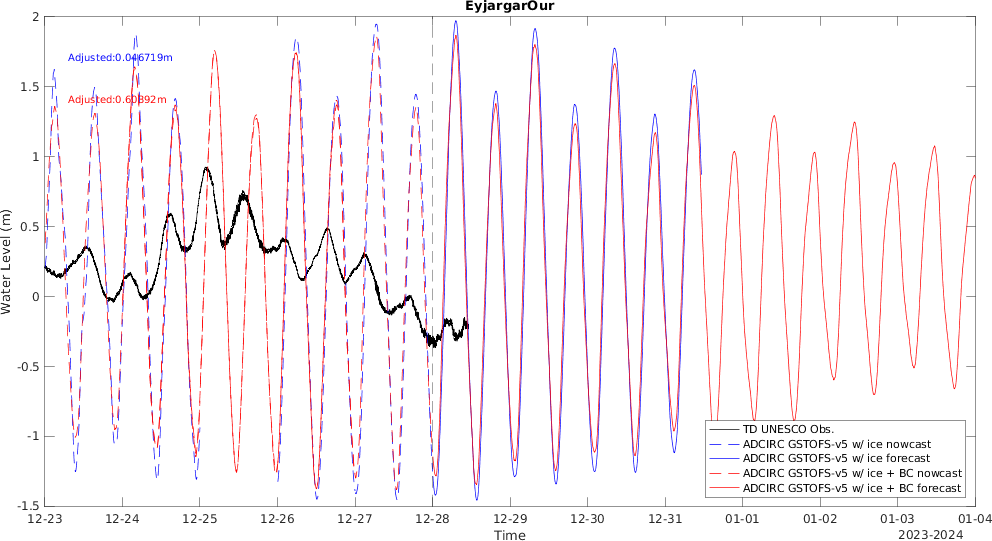 EyjargarOur
2
1.5
1
0.5
0
-0.5
-1
-1.5
Water Level (m)
Adjusted:0.046719m
Adjusted:0.60892m
TD UNESCO Obs.
ADCIRC GSTOFS-v5 w/ ice nowcast
ADCIRC GSTOFS-v5 w/ ice forecast
ADCIRC GSTOFS-v5 w/ ice + BC nowcast
ADCIRC GSTOFS-v5 w/ ice + BC forecast
12-23 12-24 12-25 12-26 12-27 12-28 12-29 12-30 12-31 01-01 01-02 01-03 01-04
Time
2023-2024